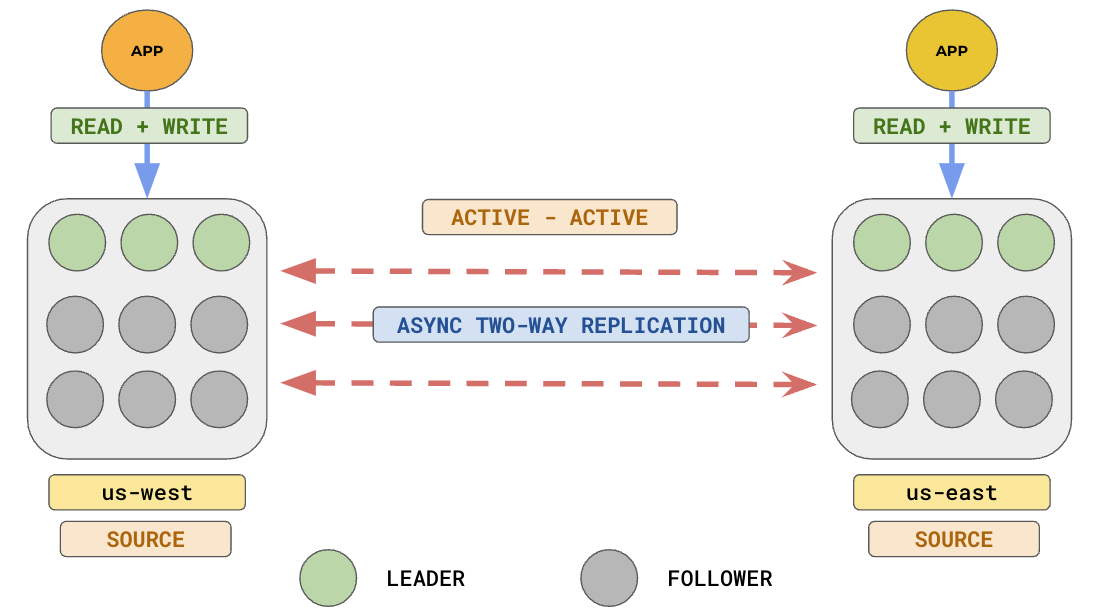 APP
APP
READ + WRITE
READ + WRITE
ACTIVE - ACTIVE
ASYNC TWO-WAY REPLICATION
us-west
us-east
SOURCE
SOURCE
LEADER
FOLLOWER